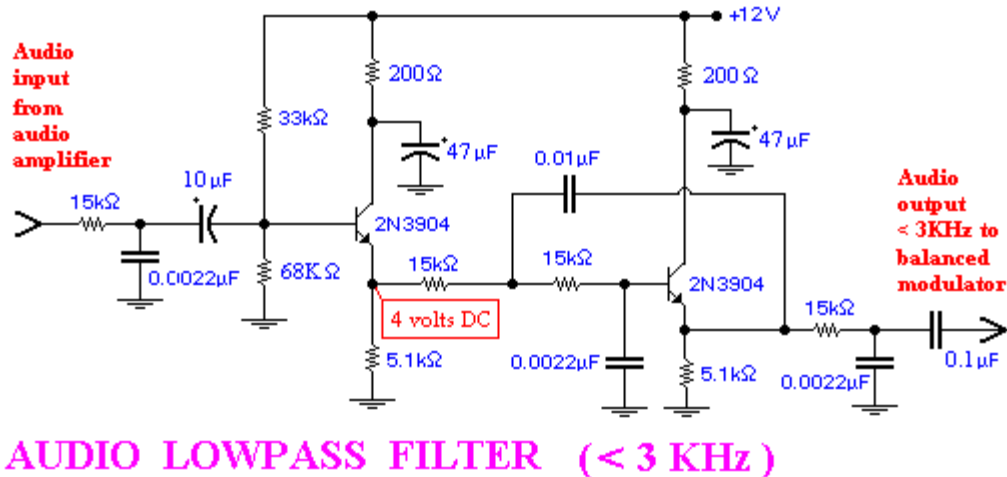 +12V
Audio
input
from
audio
amplifier
200Ω
200Ω
33kΩ
47µF
47µF
0.01µF
10µF
15kΩ
2N3904
0.0022µF
68KΩ
15kΩ
15kΩ
2N3904
Audio
output
< 3KHz to
balanced
modulator
15kΩ
4 volts DC
5.1kΩ
0.0022µF
5.1kΩ
0.0022µF
0.1µF
AUDIO LOWPASS FILTER (< 3 KHz)